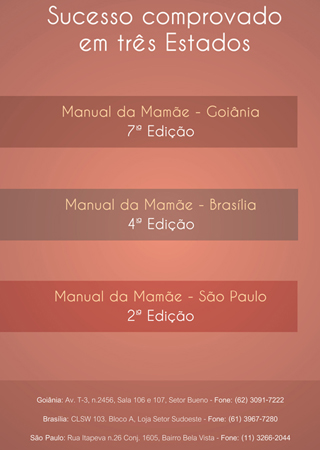 Sucesso comprovado
em três Estados
Manual da Mamãe - Goiânia
7ª Edição
Manual da Mamãe - Brasília
4ª Edição
Manual da Mamãe - São Paulo
2ª Edição
Goiânia: Av. T-3, n.2456, Sala 106 e 107, Setor Bueno - Fone: (62) 3091-7222
Brasília: CLSW 103. Bloco A, Loja Setor Sudoeste - Fone: (61) 3967-7280
São Paulo: Rua Itapeva n.26 Conj. 1605, Bairro Bela Vista - Fone: (11) 3266-2044